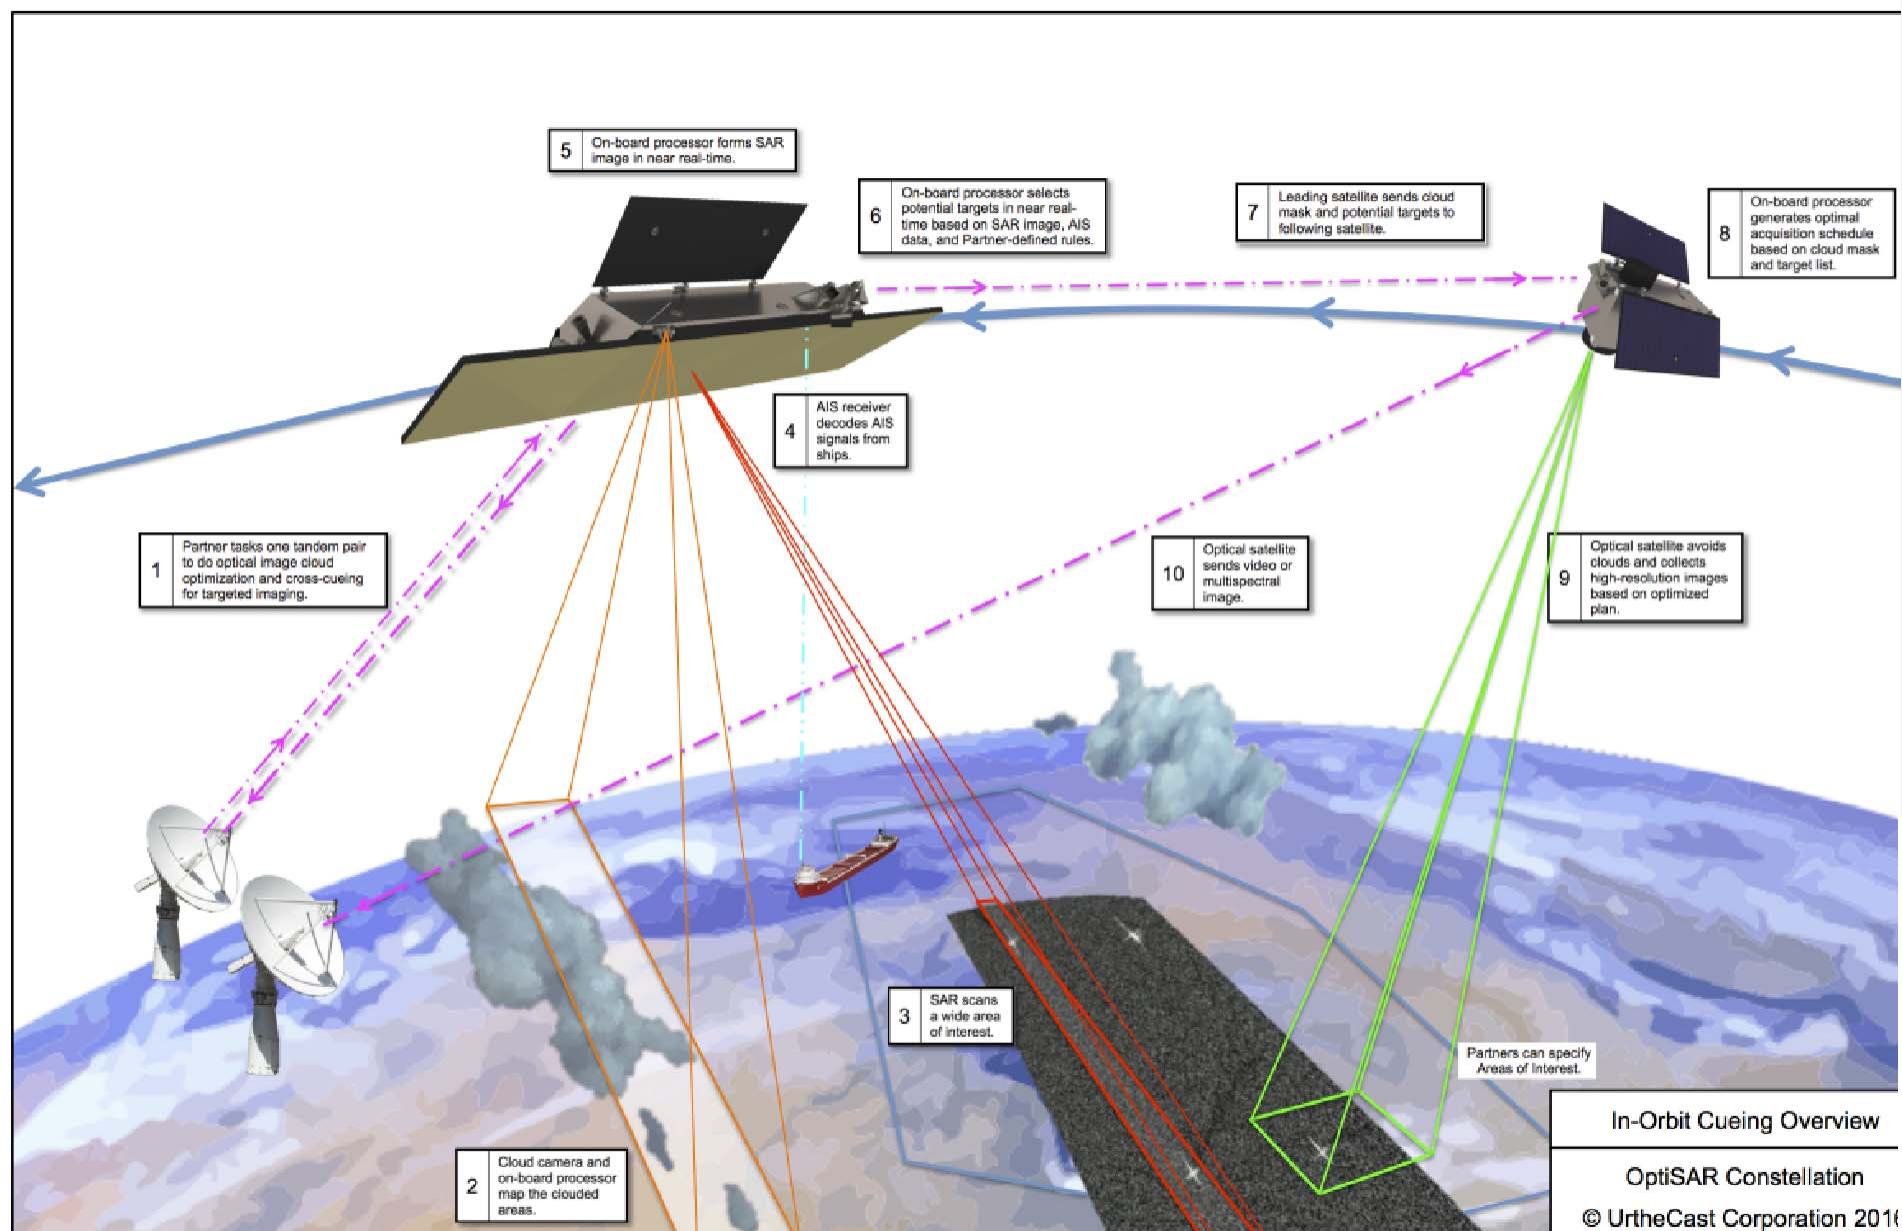 5
On-board processor forms SAR
image in near real-time.
6
On-board processor selects
potential targets in near real-
time based on SAR image, AIS
data, and Partner-defined rules.
7
Leading satellite sends cloud
mask and potential targets to
following satellite.
8
On-board processor
generates optimal
acquisition schedule
based on cloud mask
and target list.
4
AIS receiver
decodes AIS
signals from
ships.
1
Partner tasks one tandem pair
to do optical image cloud
optimization and cross-cueing
for targeted imaging.
10
Optical satellite
sends video or
multispectral
image.
9
Optical satellite avoids
clouds and collects
high-resolution images
based on optimized
plan.
3
SAR scans
a wide area
of interest.
Partners can specify
Areas of Interest.
2
Cloud camera and
on-board processor
map the clouded
areas.
In-Orbit Cueing Overview
OptiSAR Constellation
© UrtheCast Corporation 2016